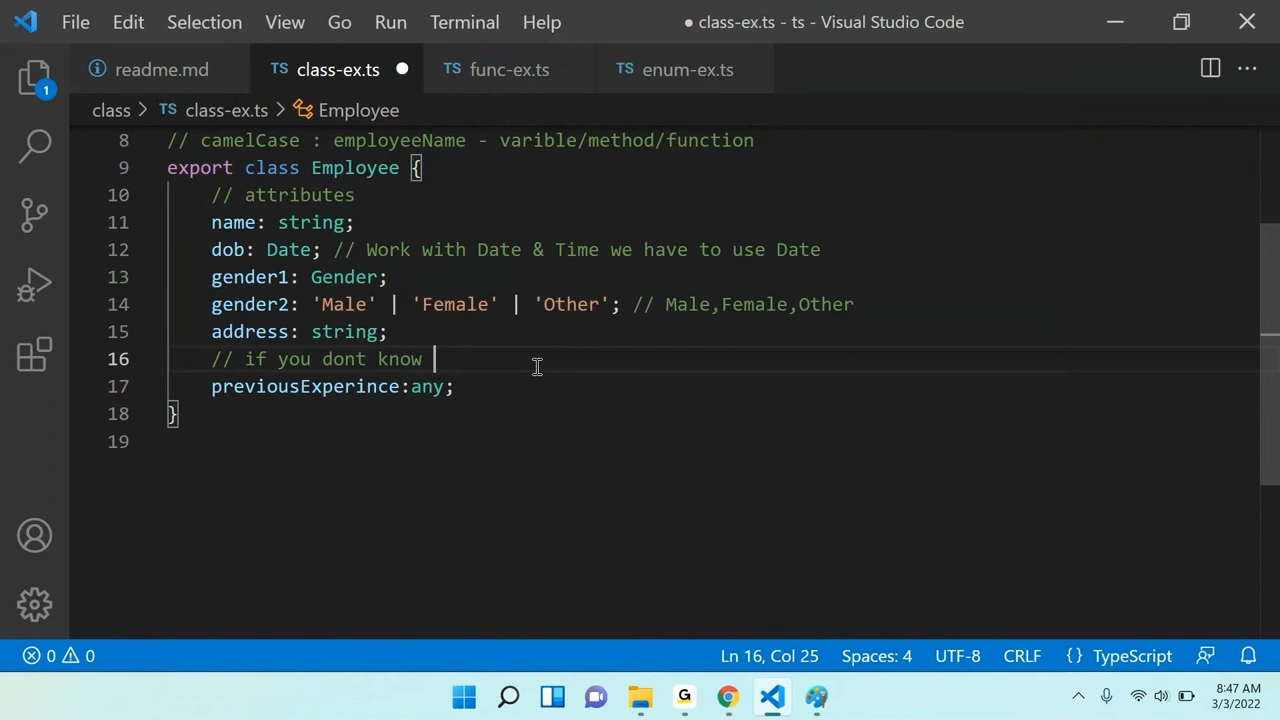 File Edit Selection View Go Run Terminal Help ● class-ex.ts - ts - Visual Studio Code
readme.md TS class-ex.ts ● TS func-ex.ts TS enum-ex.ts
class > TS class-ex.ts > Employee
1
8 // camelCase : employeeName - varible/method/function
9 export class Employee {
10 // attributes
11 name: string;
12 dob: Date; // Work with Date & Time we have to use Date
13 gender1: Gender;
14 gender2: 'Male' | 'Female' | 'Other'; // Male,Female,Other
15 address: string;
16 // if you dont know
17 previousExperince:any;
18 }
19
0 0 Ln 16, Col 25 Spaces: 4 UTF-8 CRLF {} TypeScript
G 8:47 AM
3/3/2022